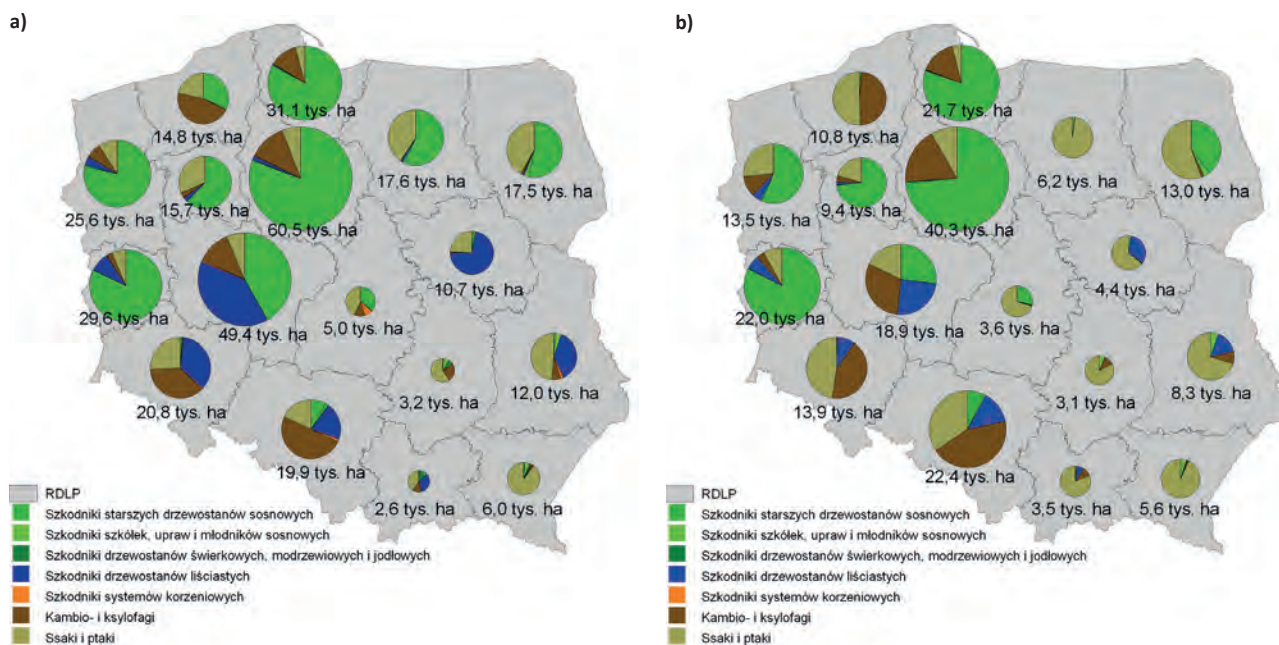 a)
31,1 tys. ha
14,8 tys. ha
17,6 tys. ha
17,5 tys. ha
25,6 tys. ha
15,7 tys. ha
60,5 tys. ha
10,7 tys. ha
29,6 tys. ha
49,4 tys. ha
5,0 tys. ha
20,8 tys. ha
3,2 tys. ha
12,0 tys. ha
19,9 tys. ha
2,6 tys. ha
6,0 tys. ha
RDLP
Szkodniki starszych drzewostanów sosnowych
Szkodniki szkółek, upraw i młodników sosnowych
Szkodniki drzewostanów świerkowych, modrzewiowych i jodłowych
Szkodniki drzewostanów liściastych
Szkodniki systemów korzeniowych
Kambio- i ksylofagi
Ssaki i ptaki
b)
21,7 tys. ha
10,8 tys. ha
6,2 tys. ha
13,0 tys. ha
13,5 tys. ha
9,4 tys. ha
40,3 tys. ha
4,4 tys. ha
22,0 tys. ha
18,9 tys. ha
3,6 tys. ha
13,9 tys. ha
3,1 tys. ha
8,3 tys. ha
22,4 tys. ha
3,5 tys. ha
5,6 tys. ha
RDLP
Szkodniki starszych drzewostanów sosnowych
Szkodniki szkółek, upraw i młodników sosnowych
Szkodniki drzewostanów świerkowych, modrzewiowych i jodłowych
Szkodniki drzewostanów liściastych
Szkodniki systemów korzeniowych
Kambio- i ksylofagi
Ssaki i ptaki